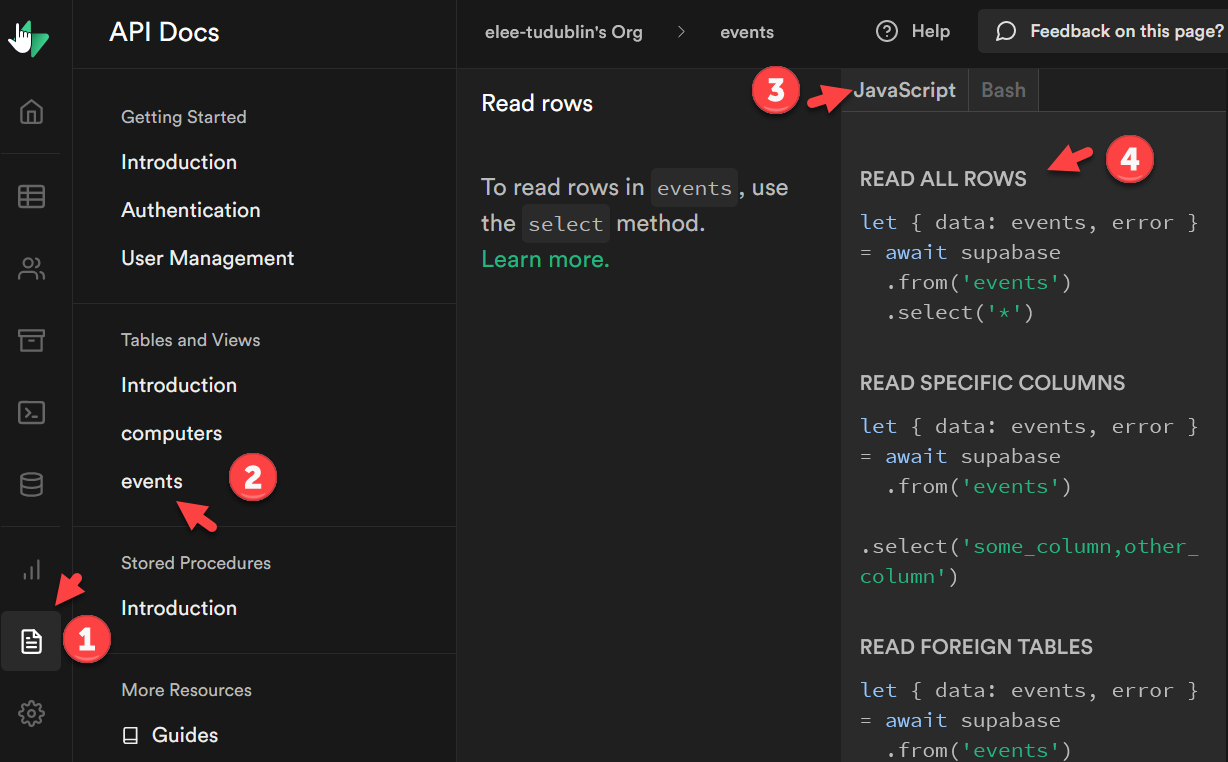 API Docs
elee-tudublin's Org
events
Help
Feedback on this page?
Getting Started
Introduction
Authentication
User Management
Tables and Views
Introduction
computers
events
2
Stored Procedures
Introduction
1
More Resources
Guides
Read rows
To read rows in events, use
the select method.
Learn more.
3
JavaScript
Bash
4
READ ALL ROWS
let { data: events, error }
= await supabase
.from('events')
.select('*')
READ SPECIFIC COLUMNS
let { data: events, error }
= await supabase
.from('events')
.select('some_column,other_
column')
READ FOREIGN TABLES
let { data: events, error }
= await supabase
.from('events')